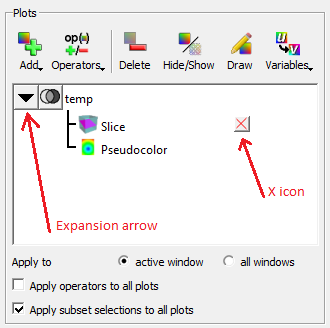 Plots
Add Operators Delete Hide/Show Draw Variables
temp
Slice
Pseudocolor
X icon
Expansion arrow
Apply to active window all windows
Apply operators to all plots
Apply subset selections to all plots